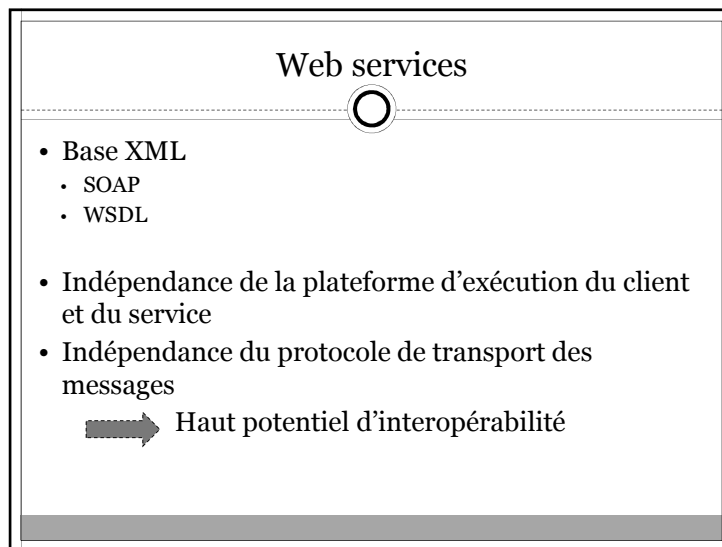 Web services
• Base XML
• SOAP
• WSDL
• Indépendance de la plateforme d’exécution du client
et du service
• Indépendance du protocole de transport des
messages
Haut potentiel d’interopérabilité